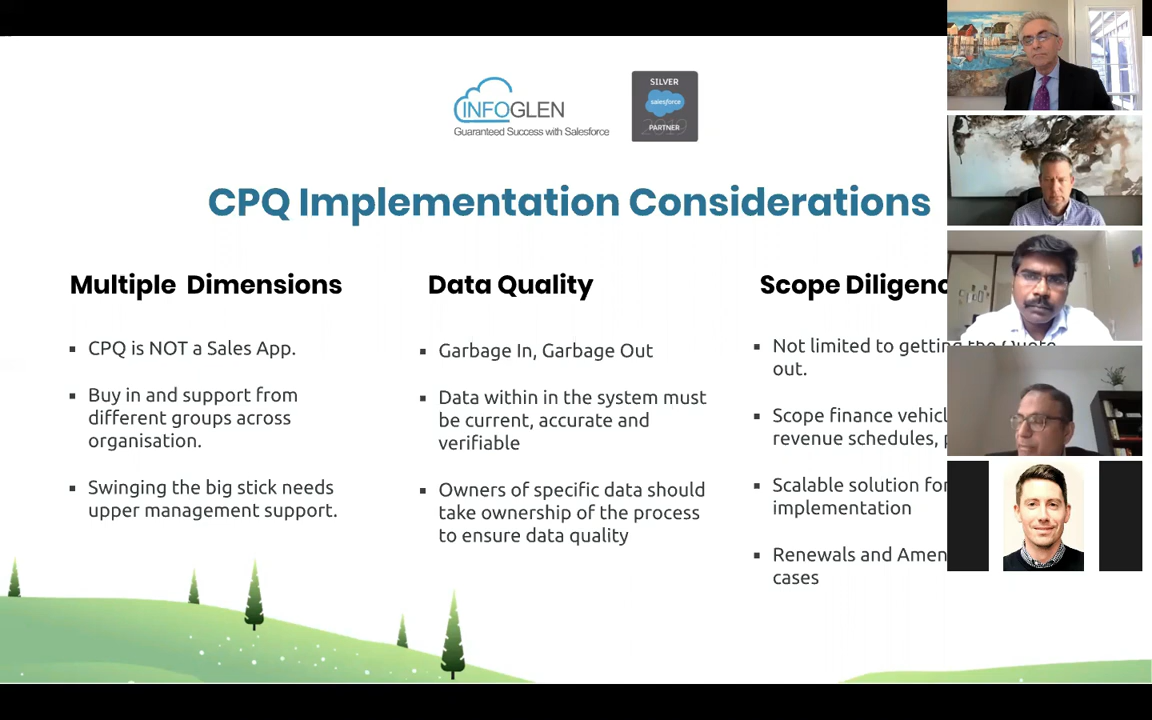 INFOGLEN
Guaranteed Success with Salesforce
SILVER
salesforce
PARTNER
2019
CPQ Implementation Considerations
Multiple Dimensions
CPQ is NOT a Sales App.
Buy in and support from
different groups across
organisation.
Swinging the big stick needs
upper management support.
Data Quality
Garbage In, Garbage Out
Data within in the system must
be current, accurate and
verifiable
Owners of specific data should
take ownership of the process
to ensure data quality
Scope
Not limited to getting the Quote
out.
Scope finance
revenue schedules,
Scalable solution for
implementation
Renewals and
cases